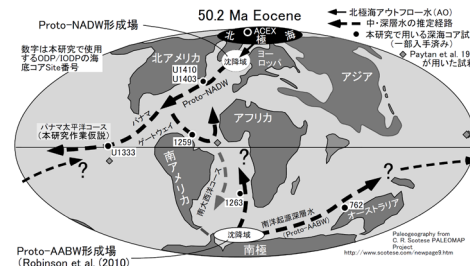 Proto-NADW形成場
50.2 Ma Eocene
北極海アウトフロー水(AO)
中・深層水の推定経路
本研究で用いる深海コア試
(一部入手済み)
Paytan et al. 19
が用いた試料
数字は本研究で使用
するODP/IODPの海
底コアSite番号
北 ACEX 海
極
沈降域
ヨー
ロッパ
北アメリカ
U1410
U1403
Proto-NADW
アジア
パナマ
ゲートウェイ
アフリカ
パナマ太平洋コース
(本研究作業仮説)
U1333
1259
?
?
?
南アメリカ
南大西洋コース
1263
762
オーストラリア
南洋起源深層水
(Proto-AABW)
沈降域
南極
Proto-AABW形成場
(Robinson et al. (2010)
Paleogeography from
C. R. Scotese PALEOMAP
Project
http://www.scotese.com/newpage9.htm